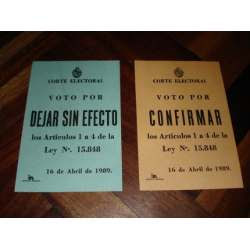 CORTE ELECTORAL
VOTO POR
DEJAR SIN EFECTO
los Artículos 1 a 4 de la
Ley Nº. 15.848
16 de Abril de 1989.
CORTE ELECTORAL
VOTO POR
CONFIRMAR
los Artículos 1 a 4 de la
Ley Nº. 15.848
16 de Abril de 1989.